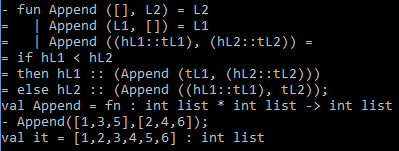 - fun Append ([], L2) = L2
=   | Append (L1, []) = L1
=   | Append ((hL1::tL1), (hL2::tL2)) =
= if hL1 < hL2
= then hL1 :: (Append (tL1, (hL2::tL2)))
= else hL2 :: (Append ((hL1::tL1), tL2));
val Append = fn : int list * int list -> int list
- Append([1,3,5],[2,4,6]);
val it = [1,2,3,4,5,6] : int list